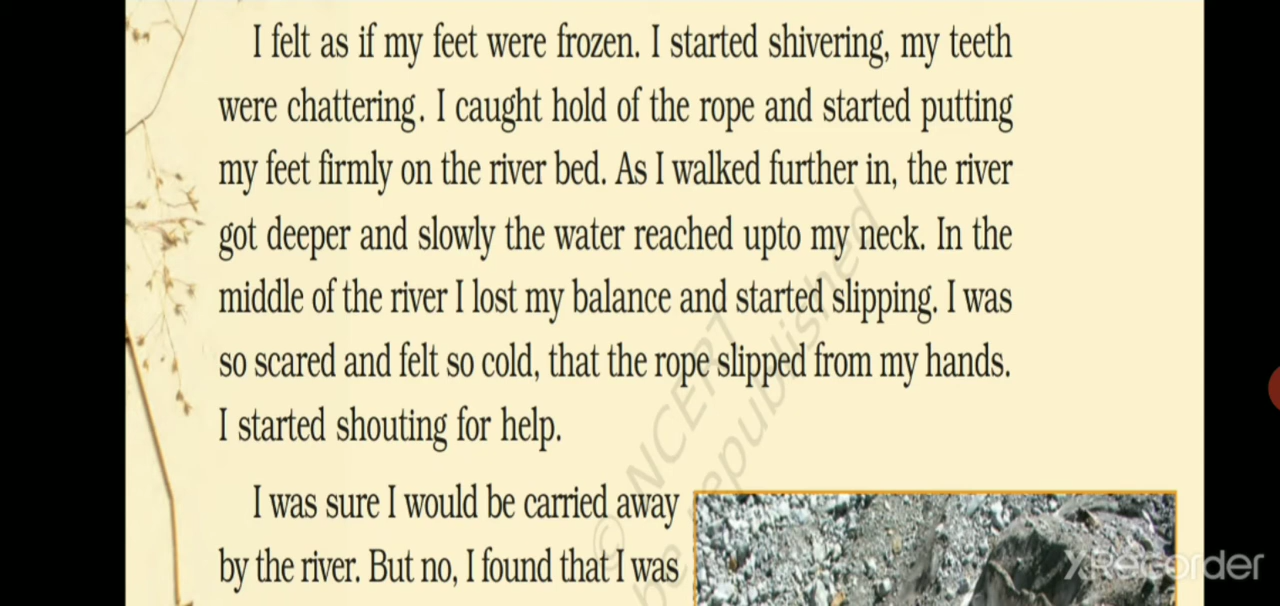 I felt as if my feet were frozen. I started shivering, my teeth
were chattering. I caught hold of the rope and started putting
my feet firmly on the river bed. As I walked further in, the river
got deeper and slowly the water reached upto my neck. In the
middle of the river I lost my balance and started slipping. I was
so scared and felt so cold, that the rope slipped from my hands.
I started shouting for help.
I was sure I would be carried away
by the river. But no, I found that I was
© NCERT
be republished
XRecorder